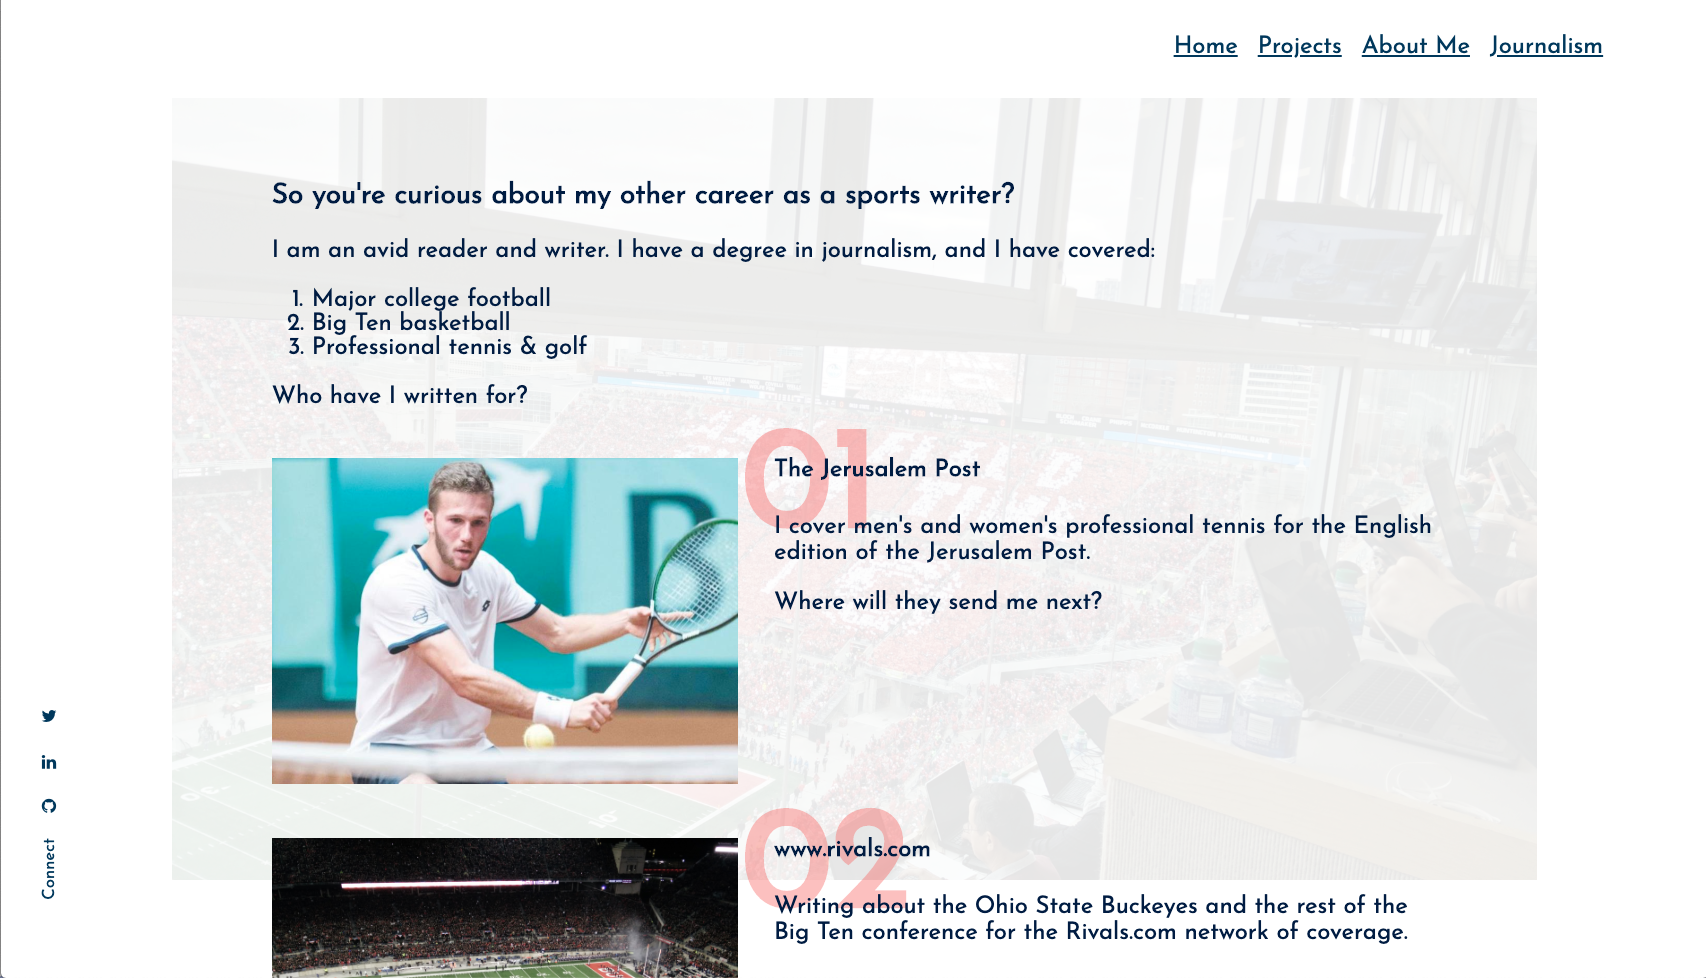 Home Projects About Me Journalism
So you're curious about my other career as a sports writer?
I am an avid reader and writer. I have a degree in journalism, and I have covered:
1. Major college football
2. Big Ten basketball
3. Professional tennis & golf
Who have I written for?
01
The Jerusalem Post
I cover men's and women's professional tennis for the English
edition of the Jerusalem Post.
Where will they send me next?
02
www.rivals.com
Writing about the Ohio State Buckeyes and the rest of the
Big Ten conference for the Rivals.com network of coverage.
Connect